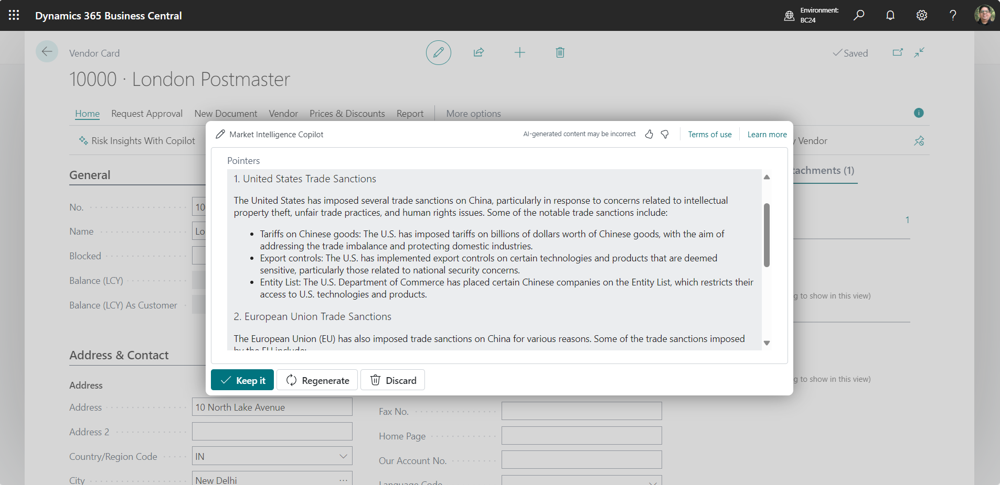 Dynamics 365 Business Central
Environment:
BC24
?
Vendor Card
Saved
10000 · London Postmaster
Home Request Approval New Document Vendor Prices & Discounts Report More options
Risk Insights With Copilot
Vendor
Market Intelligence Copilot
AI-generated content may be incorrect
Terms of use
Learn more
Pointers
1. United States Trade Sanctions
The United States has imposed several trade sanctions on China, particularly in response to concerns related to intellectual
property theft, unfair trade practices, and human rights issues. Some of the notable trade sanctions include:
• Tariffs on Chinese goods: The U.S. has imposed tariffs on billions of dollars worth of Chinese goods, with the aim of
addressing the trade imbalance and protecting domestic industries.
• Export controls: The U.S. has implemented export controls on certain technologies and products that are deemed
sensitive, particularly those related to national security concerns.
• Entity List: The U.S. Department of Commerce has placed certain Chinese companies on the Entity List, which restricts their
access to U.S. technologies and products.
2. European Union Trade Sanctions
The European Union (EU) has also imposed trade sanctions on China for various reasons. Some of the trade sanctions imposed
by the EU include:
Keep it
Regenerate
Discard
General
No. 10
Name Lo
Blocked
Balance (LCY)
Balance (LCY) As Customer
tachments (1)
1
g to show in this view)
g to show in this view)
Address & Contact
Address
Address 10 North Lake Avenue
Address 2
Country/Region Code IN
City New Delhi
Fax No.
Home Page
Our Account No.
Language Code